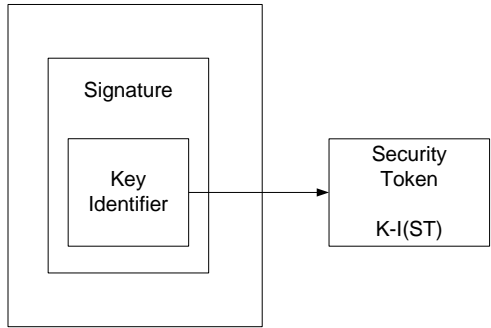 Signature
Key
Identifier
Security
Token
K-I(ST)